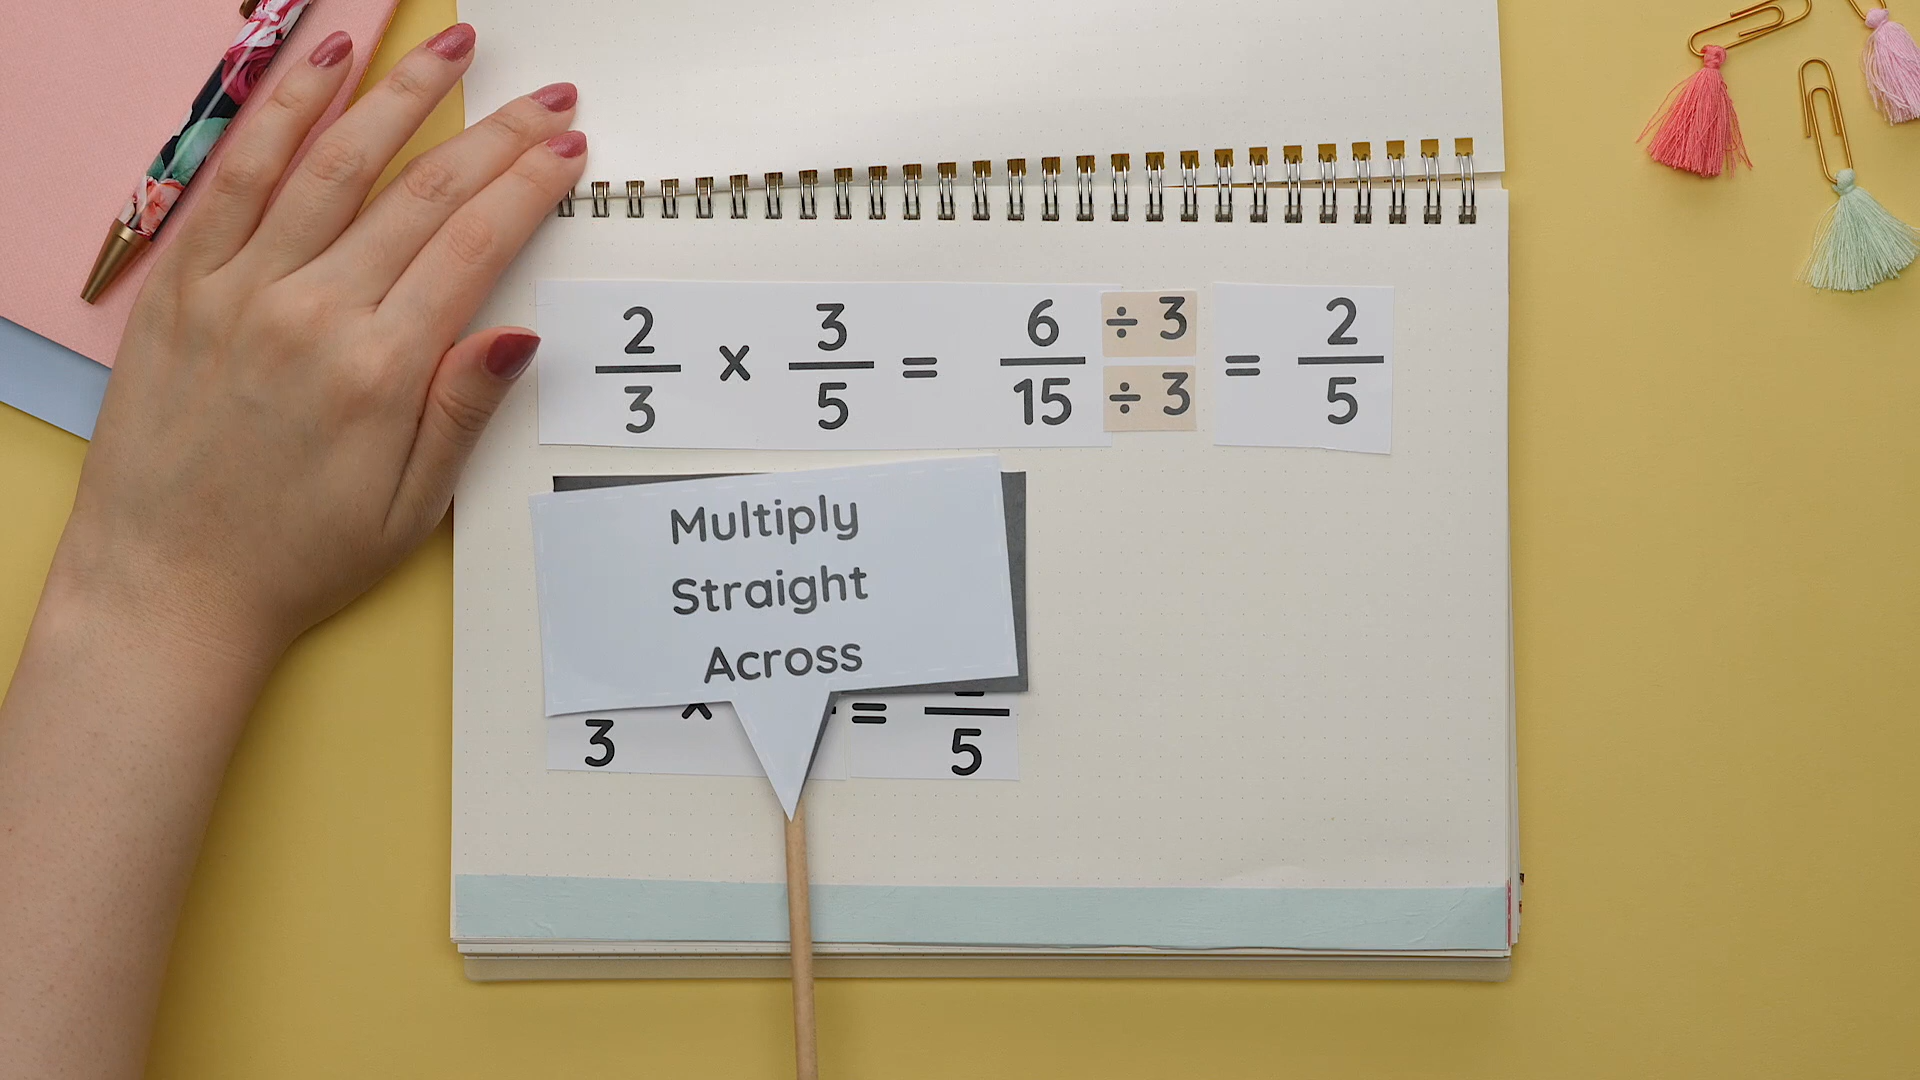 2/3 x 3/5 = 6/15 ÷ 3/÷ 3 = 2/5
Multiply
Straight
Across
x =
3 5